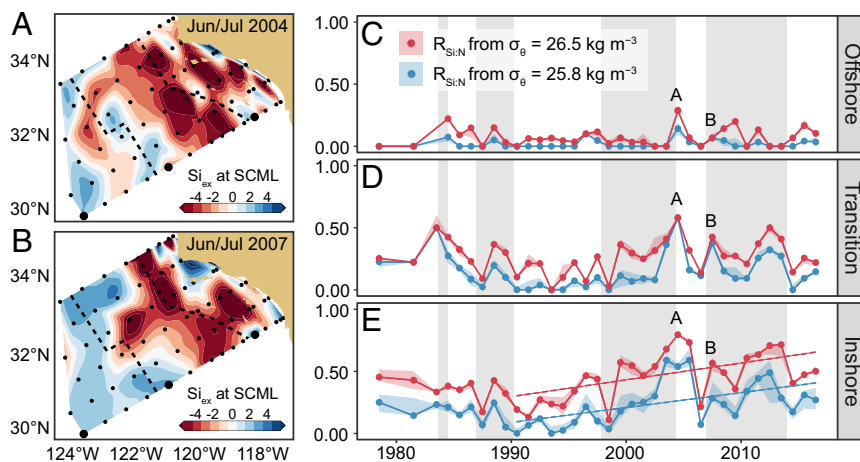 A
Jun/Jul 2004
34°N
32°N
30°N
Si_ex at SCML
-4 -2 0 2 4
B
Jun/Jul 2007
34°N
32°N
30°N
Si_ex at SCML
-4 -2 0 2 4
124°W 122°W 120°W 118°W
C
R_Si:N from σ_θ = 26.5 kg m⁻³
R_Si:N from σ_θ = 25.8 kg m⁻³
1.00
0.50
0.00
A
B
Offshore
D
1.00
0.50
0.00
A
B
Transition
E
1.00
0.50
0.00
A
B
Inshore
1980 1990 2000 2010